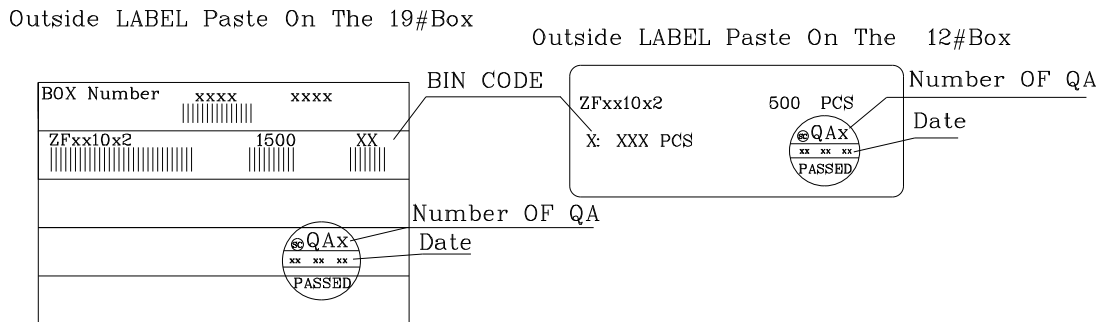 Outside LABEL Paste On The 19#Box
Outside LABEL Paste On The 12#Box
BOX Number xxxx xxxx
ZFxx10x2 1500 XX
BIN CODE
QAx
xx xx xx
PASSED
Number OF QA
Date
ZFxx10x2 500 PCS
X: XXX PCS
QAx
xx xx xx
PASSED
Number OF QA
Date